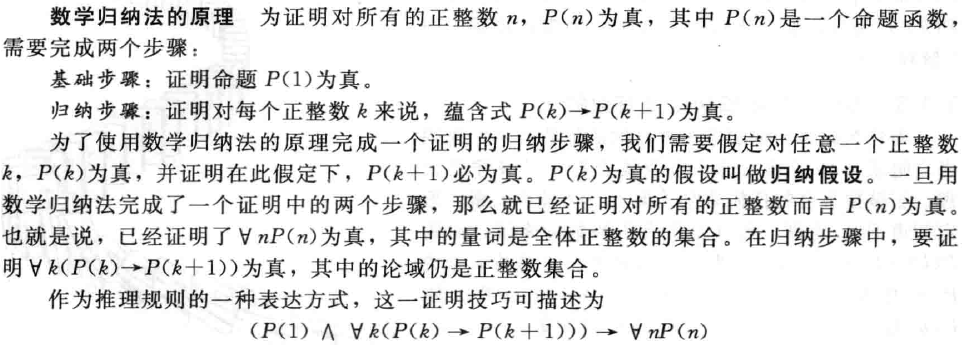 数学归纳法的原理　为证明对所有的正整数 n，P(n)为真，其中 P(n)是一个命题函数，
需要完成两个步骤：
基础步骤：证明命题 P(1)为真。
归纳步骤：证明对每个正整数 k 来说，蕴含式 P(k)→P(k+1)为真。
为了使用数学归纳法的原理完成一个证明的归纳步骤，我们需要假定对任意一个正整数
k，P(k)为真，并证明在此假定下，P(k+1)必为真。P(k)为真的假设叫做归纳假设。一旦用
数学归纳法完成了一个证明中的两个步骤，那么就已经证明对所有的正整数而言 P(n)为真。
也就是说，已经证明了∀nP(n)为真，其中的量词是全体正整数的集合。在归纳步骤中，要证
明∀k(P(k)→P(k+1))为真，其中的论域仍是正整数集合。
作为推理规则的一种表达方式，这一证明技巧可描述为
(P(1) ∧ ∀k(P(k) → P(k+1))) → ∀nP(n)